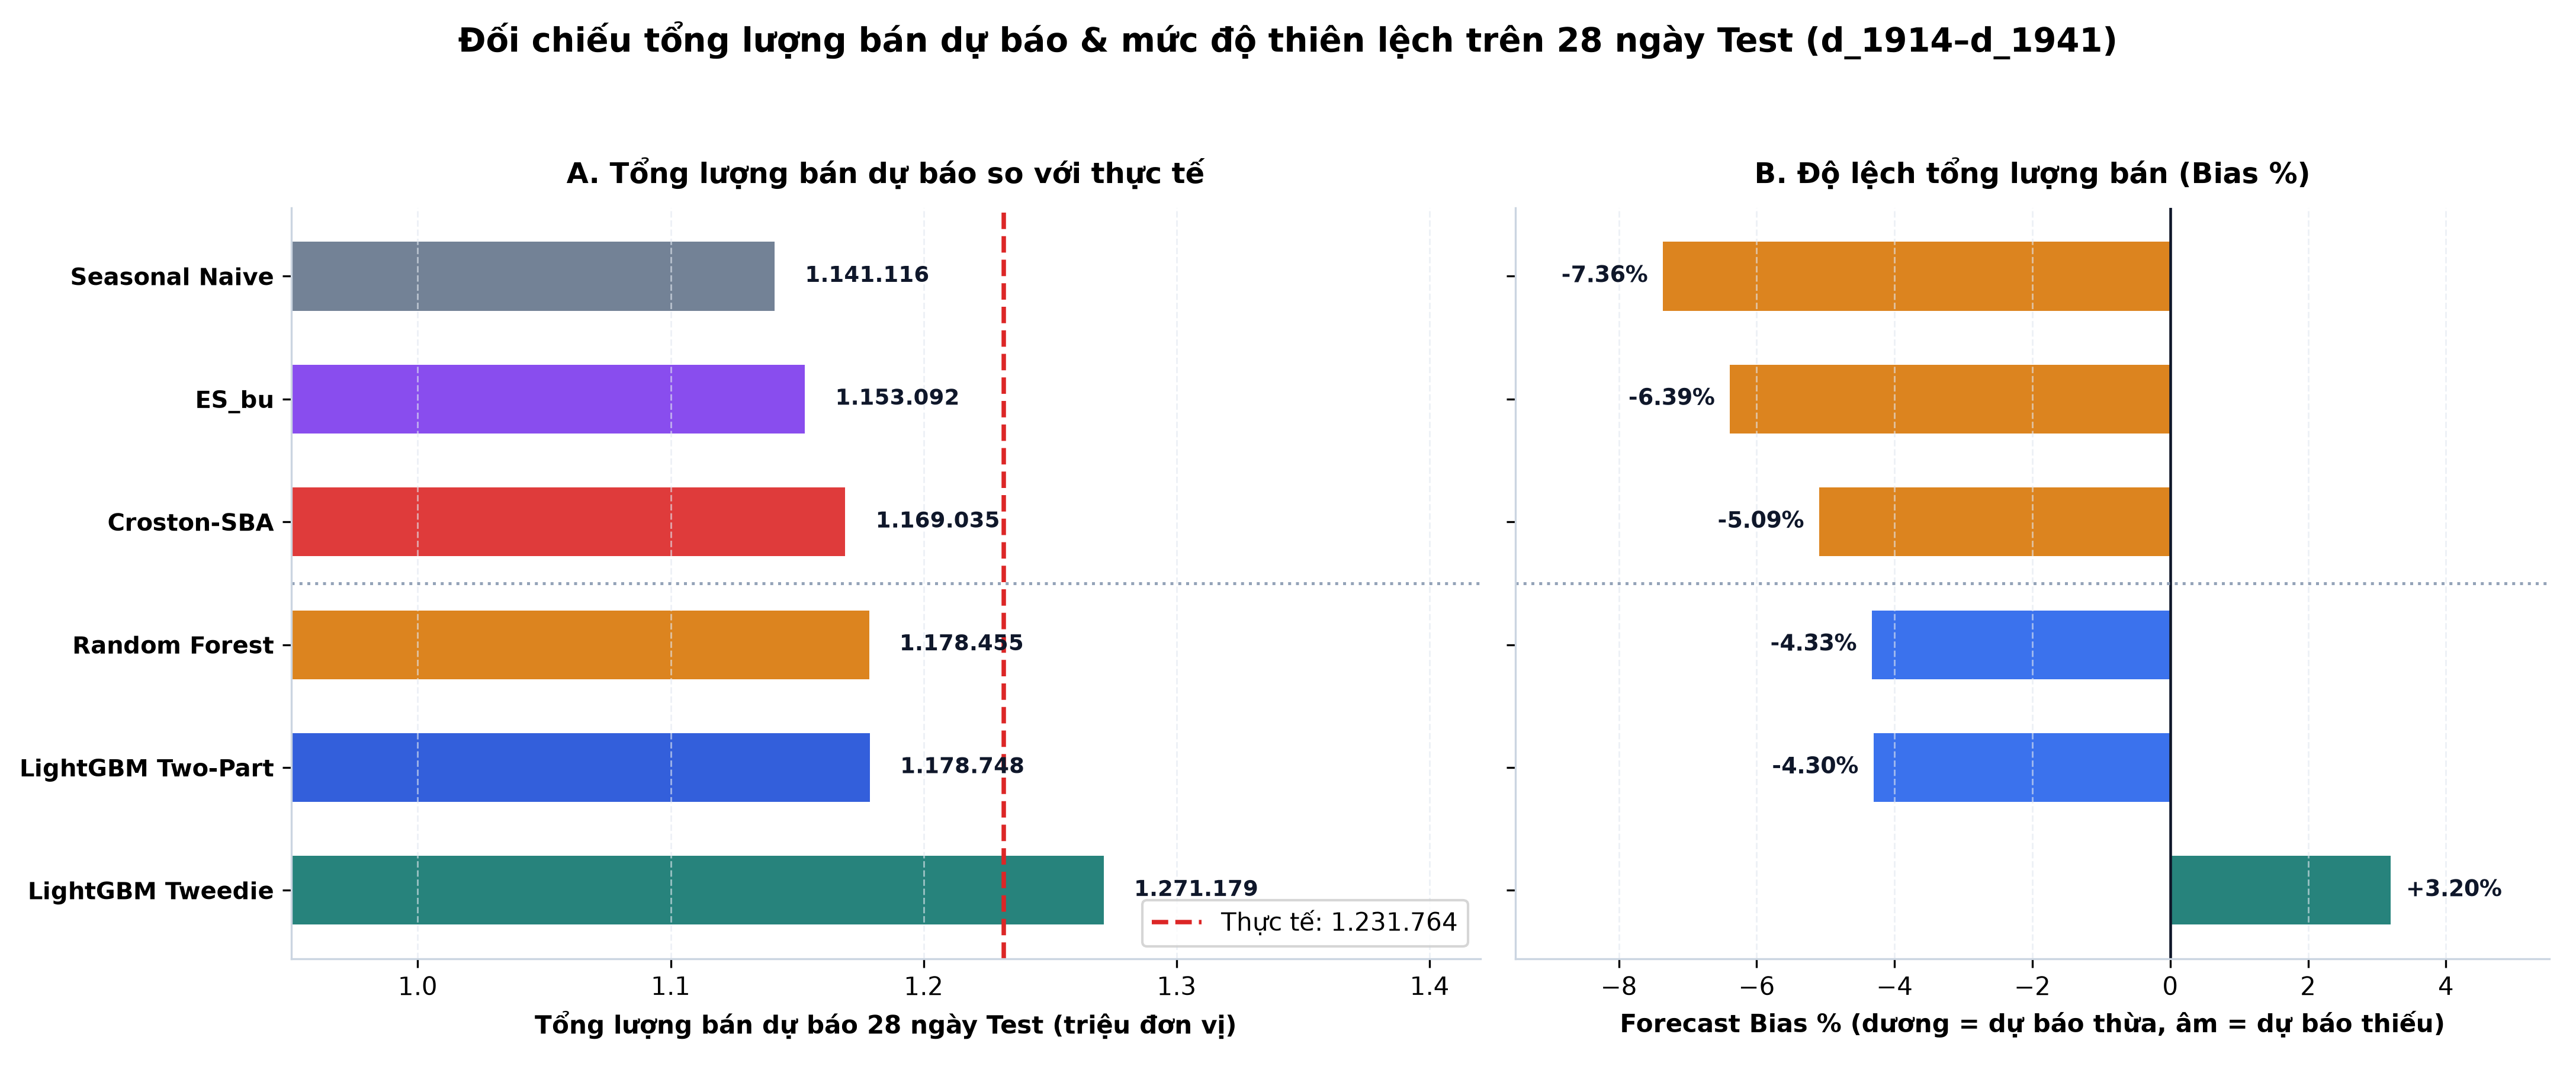 Đối chiếu tổng lượng bán dự báo & mức độ thiên lệch trên 28 ngày Test (d_1914–d_1941)
A. Tổng lượng bán dự báo so với thực tế
Seasonal Naive
1.141.116
ES_bu
1.153.092
Croston-SBA
1.169.035
Random Forest
1.178.455
LightGBM Two-Part
1.178.748
LightGBM Tweedie
1.271.179
Thực tế: 1.231.764
1.0 1.1 1.2 1.3 1.4
Tổng lượng bán dự báo 28 ngày Test (triệu đơn vị)
B. Độ lệch tổng lượng bán (Bias %)
-7.36%
-6.39%
-5.09%
-4.33%
-4.30%
+3.20%
−8 −6 −4 −2 0 2 4
Forecast Bias % (dương = dự báo thừa, âm = dự báo thiếu)